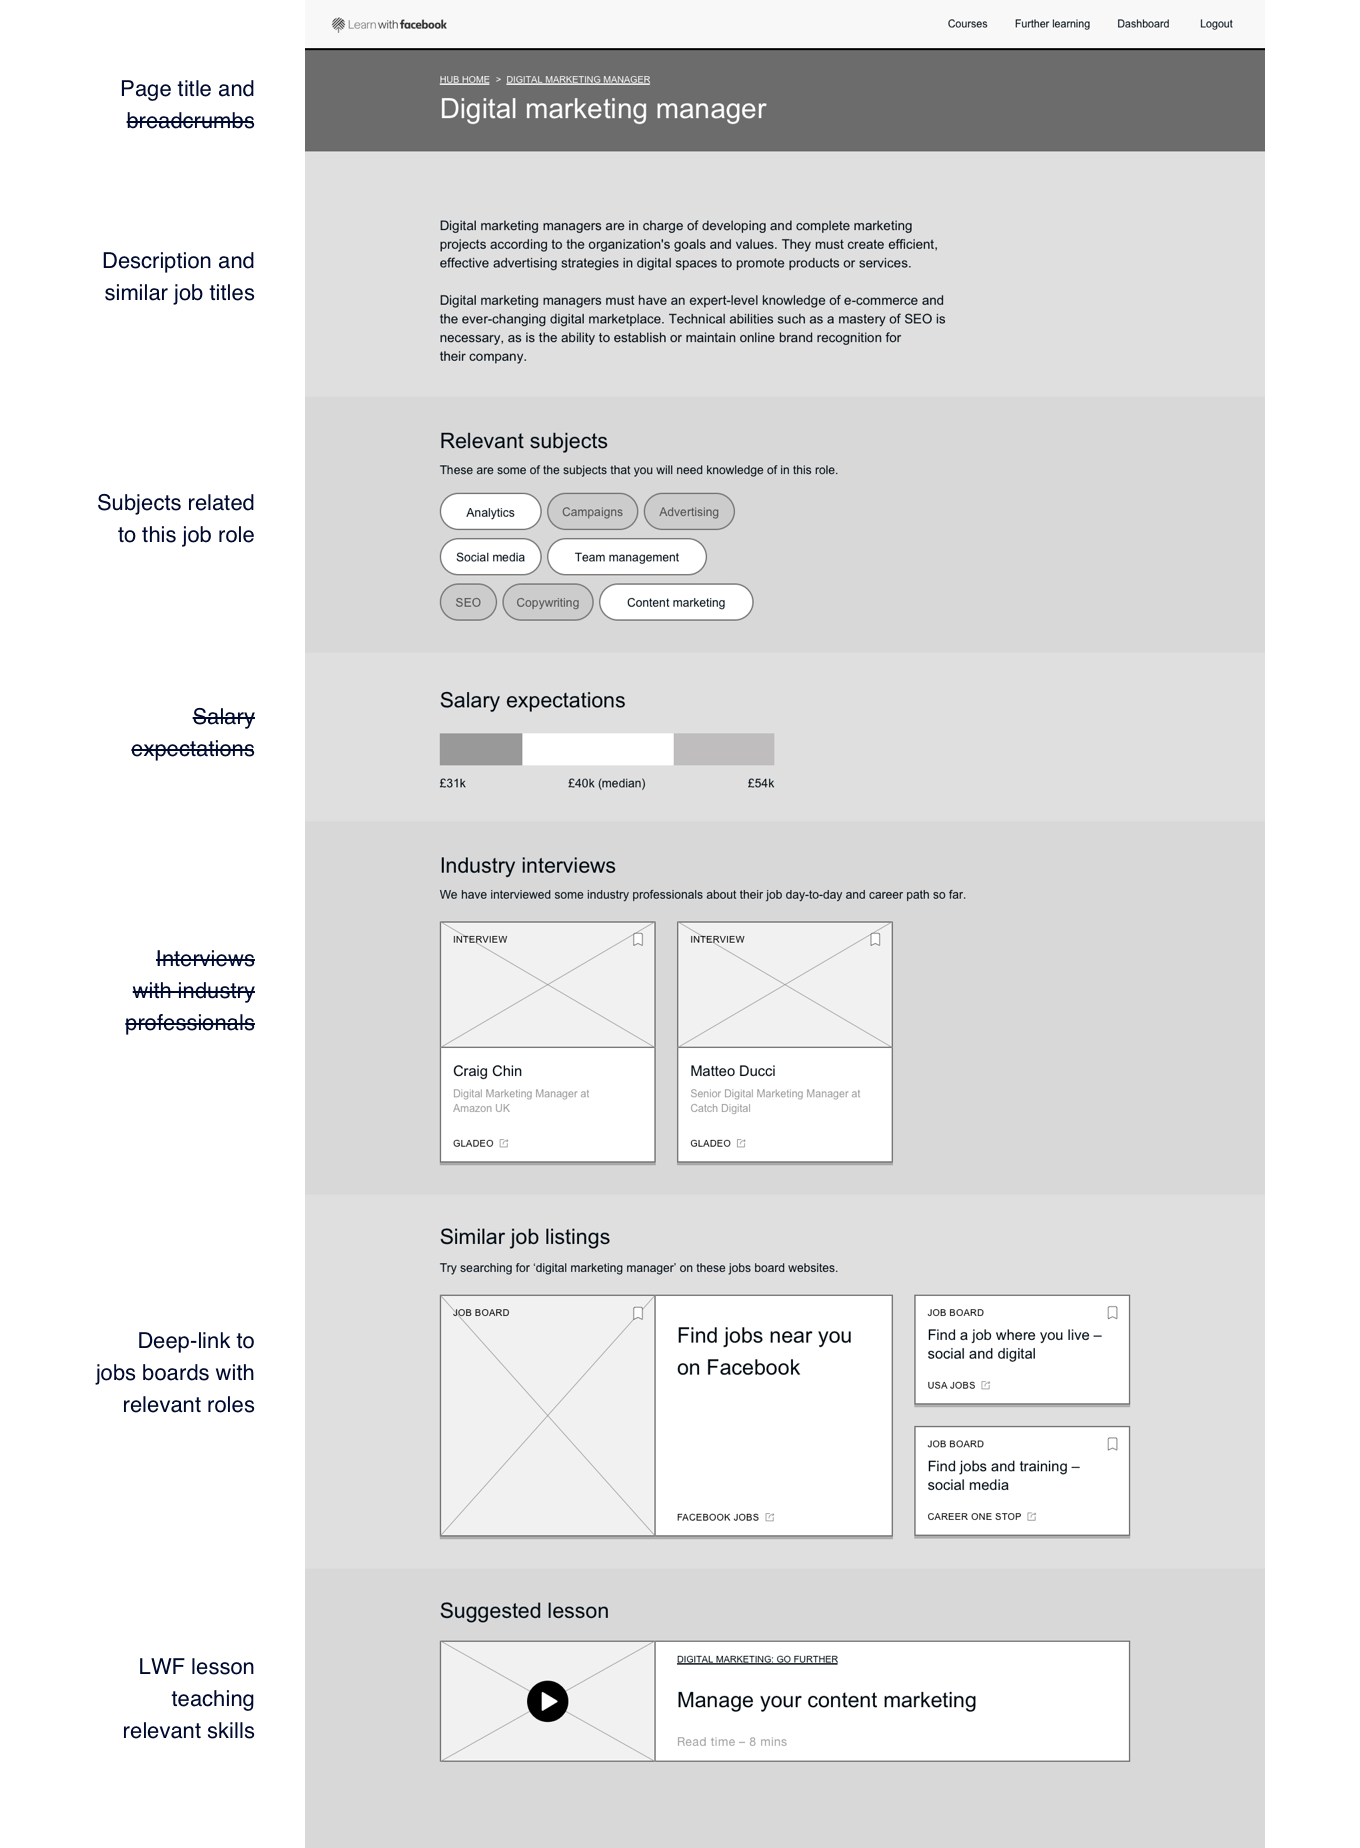 Learn with facebook
Courses
Further learning
Dashboard
Logout
Page title and
breadcrumbs
HUB HOME > DIGITAL MARKETING MANAGER
Digital marketing manager
Description and
similar job titles
Digital marketing managers are in charge of developing and complete marketing
projects according to the organization's goals and values. They must create efficient,
effective advertising strategies in digital spaces to promote products or services.
Digital marketing managers must have an expert-level knowledge of e-commerce and
the ever-changing digital marketplace. Technical abilities such as a mastery of SEO is
necessary, as is the ability to establish or maintain online brand recognition for
their company.
Subjects related
to this job role
Relevant subjects
These are some of the subjects that you will need knowledge of in this role.
Analytics
Campaigns
Advertising
Social media
Team management
SEO
Copywriting
Content marketing
Salary
expectations
Salary expectations
£31k
£40k (median)
£54k
Interviews
with industry
professionals
Industry interviews
We have interviewed some industry professionals about their job day-to-day and career path so far.
INTERVIEW
Craig Chin
Digital Marketing Manager at
Amazon UK
GLADEO
INTERVIEW
Matteo Ducci
Senior Digital Marketing Manager at
Catch Digital
GLADEO
Deep-link to
jobs boards with
relevant roles
Similar job listings
Try searching for ‘digital marketing manager’ on these jobs board websites.
JOB BOARD
Find jobs near you
on Facebook
FACEBOOK JOBS
JOB BOARD
Find a job where you live –
social and digital
USA JOBS
JOB BOARD
Find jobs and training –
social media
CAREER ONE STOP
LWF lesson
teaching
relevant skills
Suggested lesson
DIGITAL MARKETING: GO FURTHER
Manage your content marketing
Read time – 8 mins